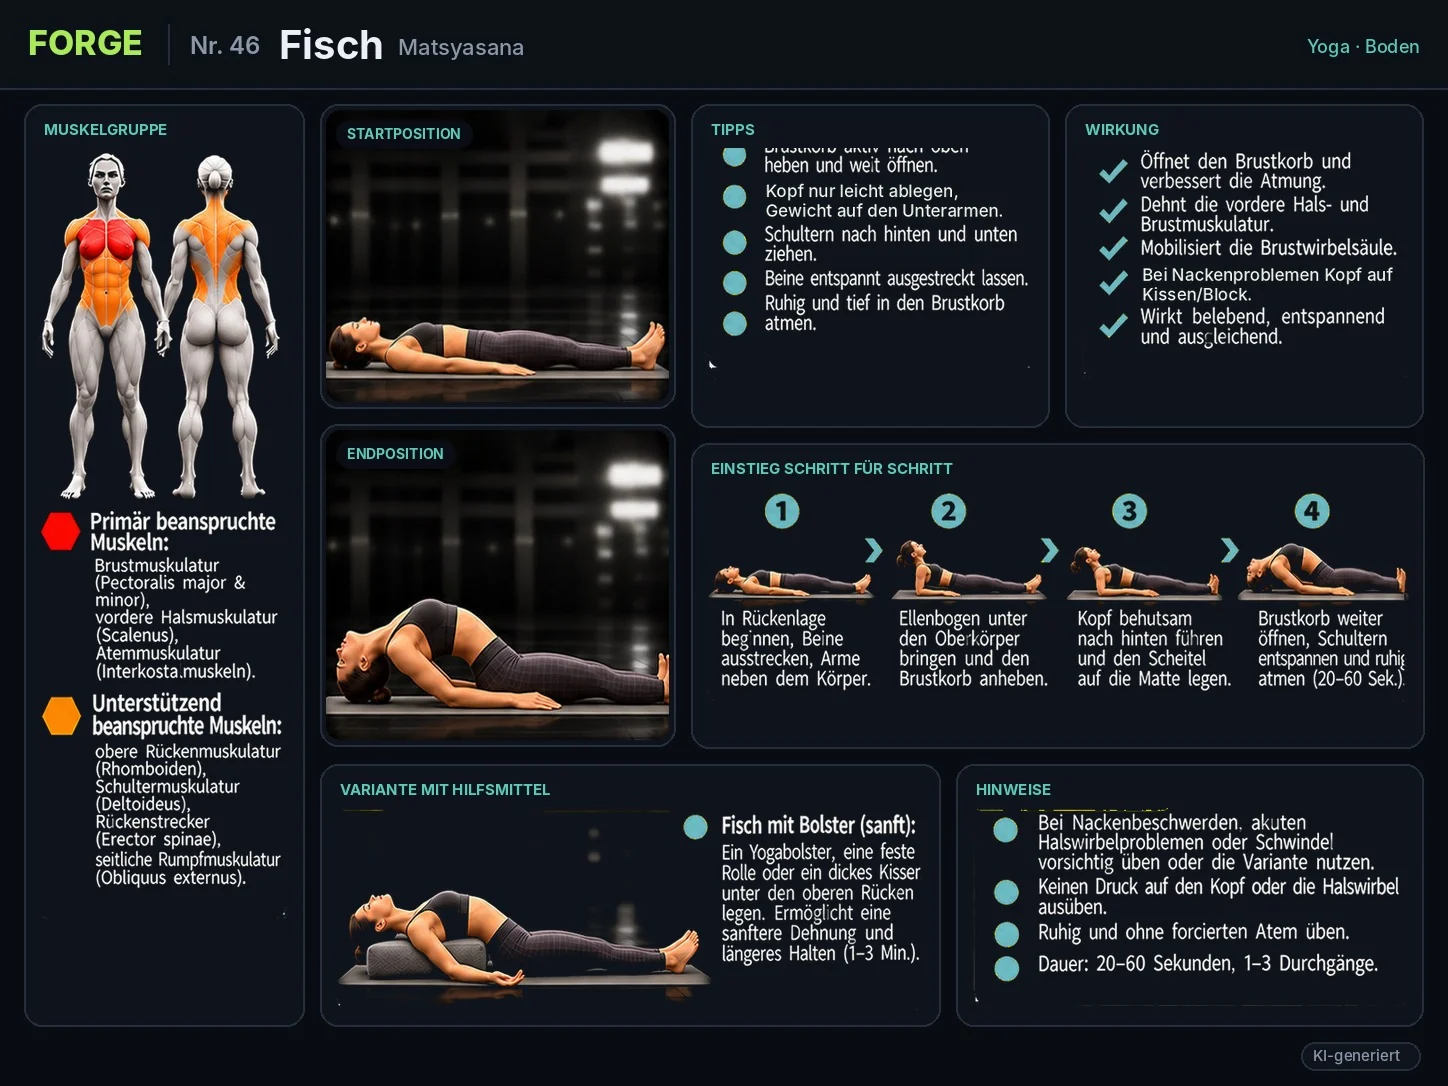 FORGE
Nr. 46 Fisch Matsyasana
Yoga · Boden
MUSKELGRUPPE
Primär beanspruchte
Muskeln:
Brustmuskulatur
(Pectoralis major &
minor),
vordere Halsmuskulatur
(Scalenus),
Atemmuskulatur
(Interkosta.muskeln).
Unterstützend
beanspruchte Muskeln:
obere Rückenmuskulatur
(Rhomboiden),
Schultermuskulatur
(Deltoideus),
Rückenstrecker
(Erector spinae),
seitliche Rumpfmuskulatur
(Obliquus externus).
STARTPOSITION
ENDPOSITION
TIPPS
Brustkorb aktiv nach oben
heben und weit öffnen.
Kopf nur leicht ablegen,
Gewicht auf den Unterarmen.
Schultern nach hinten und unten
ziehen.
Beine entspannt ausgestreckt lassen.
Ruhig und tief in den Brustkorb
atmen.
WIRKUNG
Öffnet den Brustkorb und
verbessert die Atmung.
Dehnt die vordere Hals- und
Brustmuskulatur.
Mobilisiert die Brustwirbelsäule.
Bei Nackenproblemen Kopf auf
Kissen/Block.
Wirkt belebend, entspannend
und ausgleichend.
EINSTIEG SCHRITT FÜR SCHRITT
1
In Rückenlage
beginnen, Beine
ausstrecken, Arme
neben dem Körper.
2
Ellenbogen unter
den Oberkörper
bringen und den
Brustkorb anheben.
3
Kopf behutsam
nach hinten führen
und den Scheitel
auf die Matte legen.
4
Brustkorb weiter
öffnen, Schultern
entspannen und ruhig
atmen (20–60 Sek.).
VARIANTE MIT HILFSMITTEL
Fisch mit Bolster (sanft):
Ein Yogabolster, eine feste
Rolle oder ein dickes Kisser
unter den oberen Rücken
legen. Ermöglicht eine
sanftere Dehnung und
längeres Halten (1–3 Min.).
HINWEISE
Bei Nackenbeschwerden, akuten
Halswirbelproblemen oder Schwindel
vorsichtig üben oder die Variante nutzen.
Keinen Druck auf den Kopf oder die Halswirbel
ausüben.
Ruhig und ohne forcierten Atem üben.
Dauer: 20–60 Sekunden, 1–3 Durchgänge.
KI-generiert